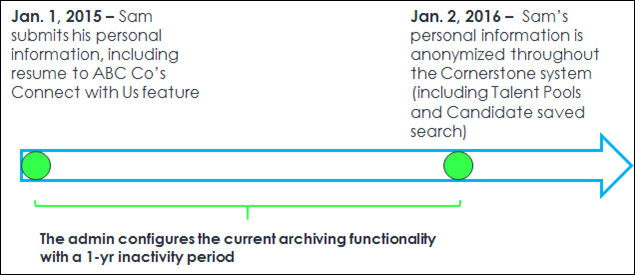 Jan. 1, 2015 – Sam
submits his personal
information, including
resume to ABC Co's
Connect with Us feature
Jan. 2, 2016 – Sam's
personal information is
anonymized throughout
the Cornerstone system
(including Talent Pools
and Candidate saved
search)
The admin configures the current archiving functionality
with a 1-yr inactivity period